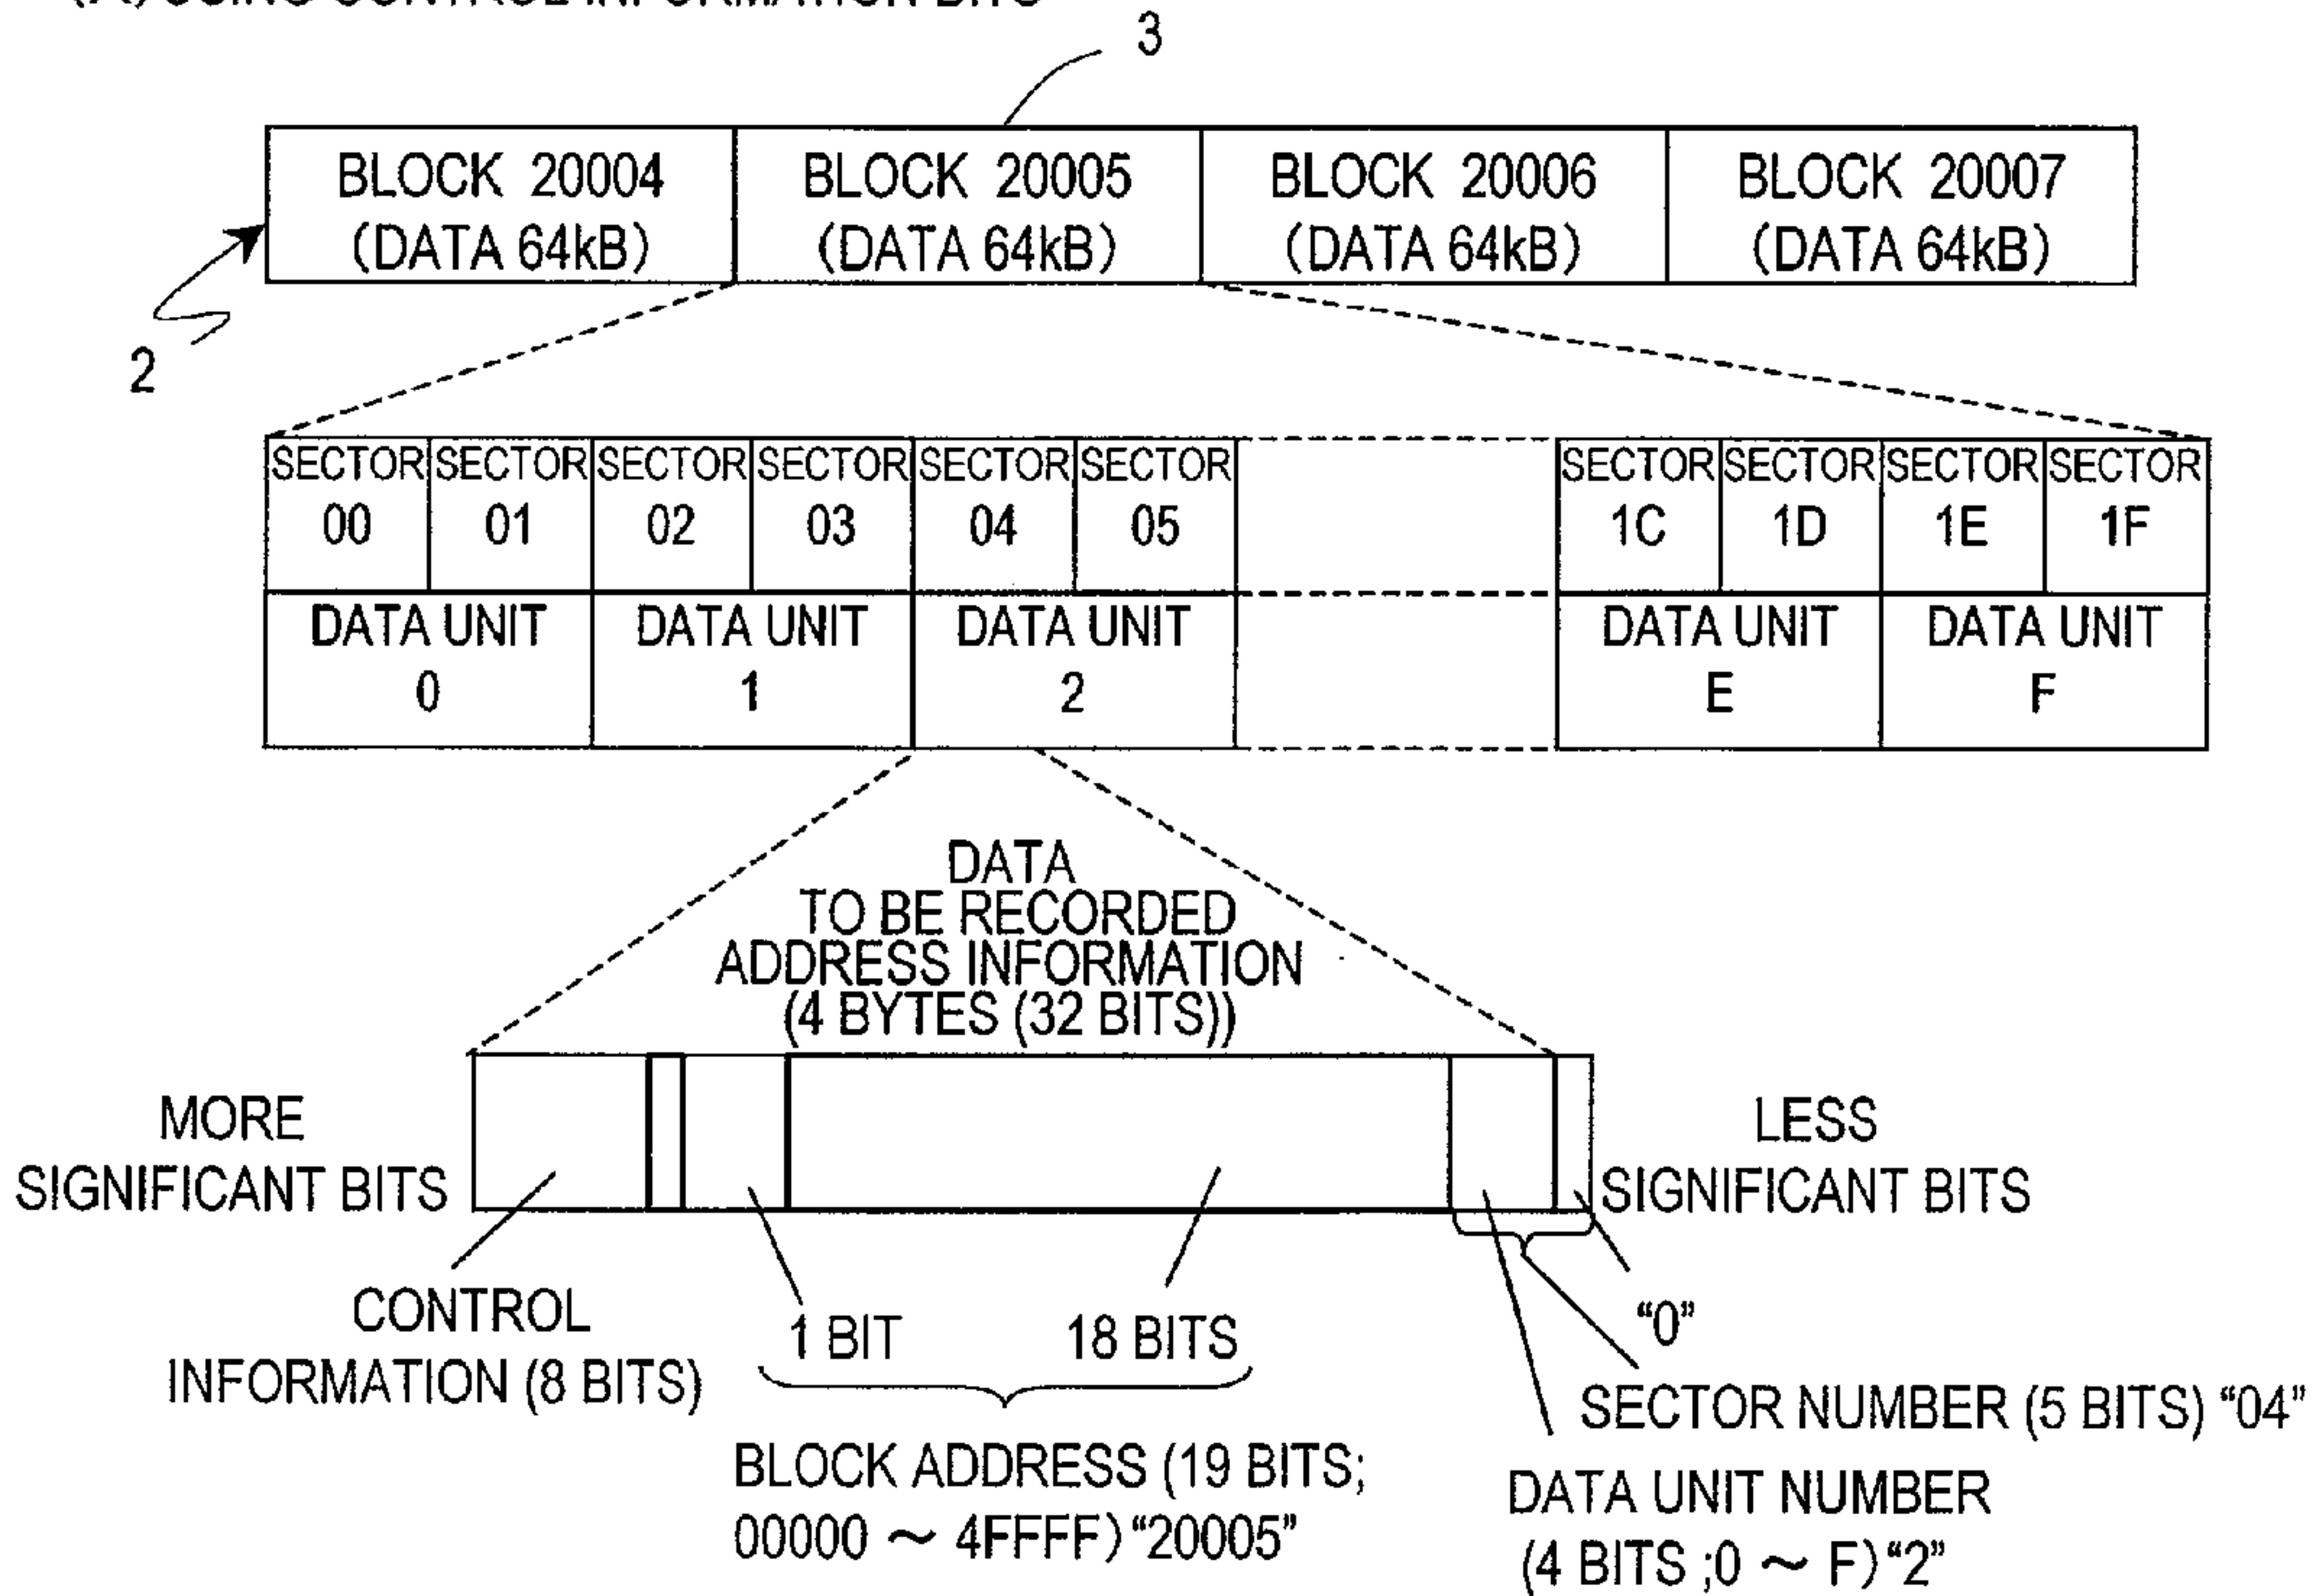 3
BLOCK 20004 BLOCK 20005 BLOCK 20006 BLOCK 20007
(DATA 64kB) (DATA 64kB) (DATA 64kB) (DATA 64kB)
2
SECTOR SECTOR SECTOR SECTOR SECTOR SECTOR SECTOR SECTOR SECTOR SECTOR
00 01 02 03 04 05 1C 1D 1E 1F
DATA UNIT DATA UNIT DATA UNIT DATA UNIT DATA UNIT
0 1 2 E F
DATA
TO BE RECORDED
ADDRESS INFORMATION
(4 BYTES (32 BITS))
MORE
SIGNIFICANT BITS
LESS
SIGNIFICANT BITS
CONTROL
INFORMATION (8 BITS)
1 BIT 18 BITS
"0"
BLOCK ADDRESS (19 BITS;
00000 ~ 4FFFF) "20005"
SECTOR NUMBER (5 BITS) "04"
DATA UNIT NUMBER
(4 BITS ;0 ~ F) "2"